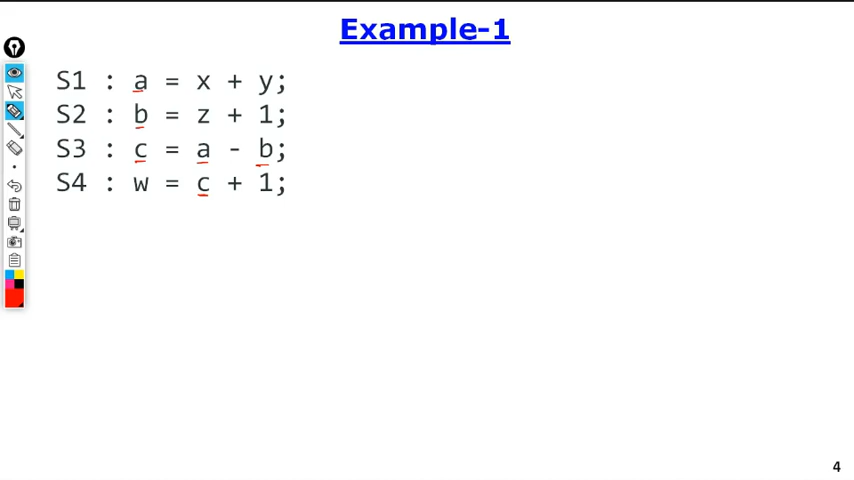 Example-1
S1 : a = x + y;
S2 : b = z + 1;
S3 : c = a - b;
S4 : w = c + 1;
4